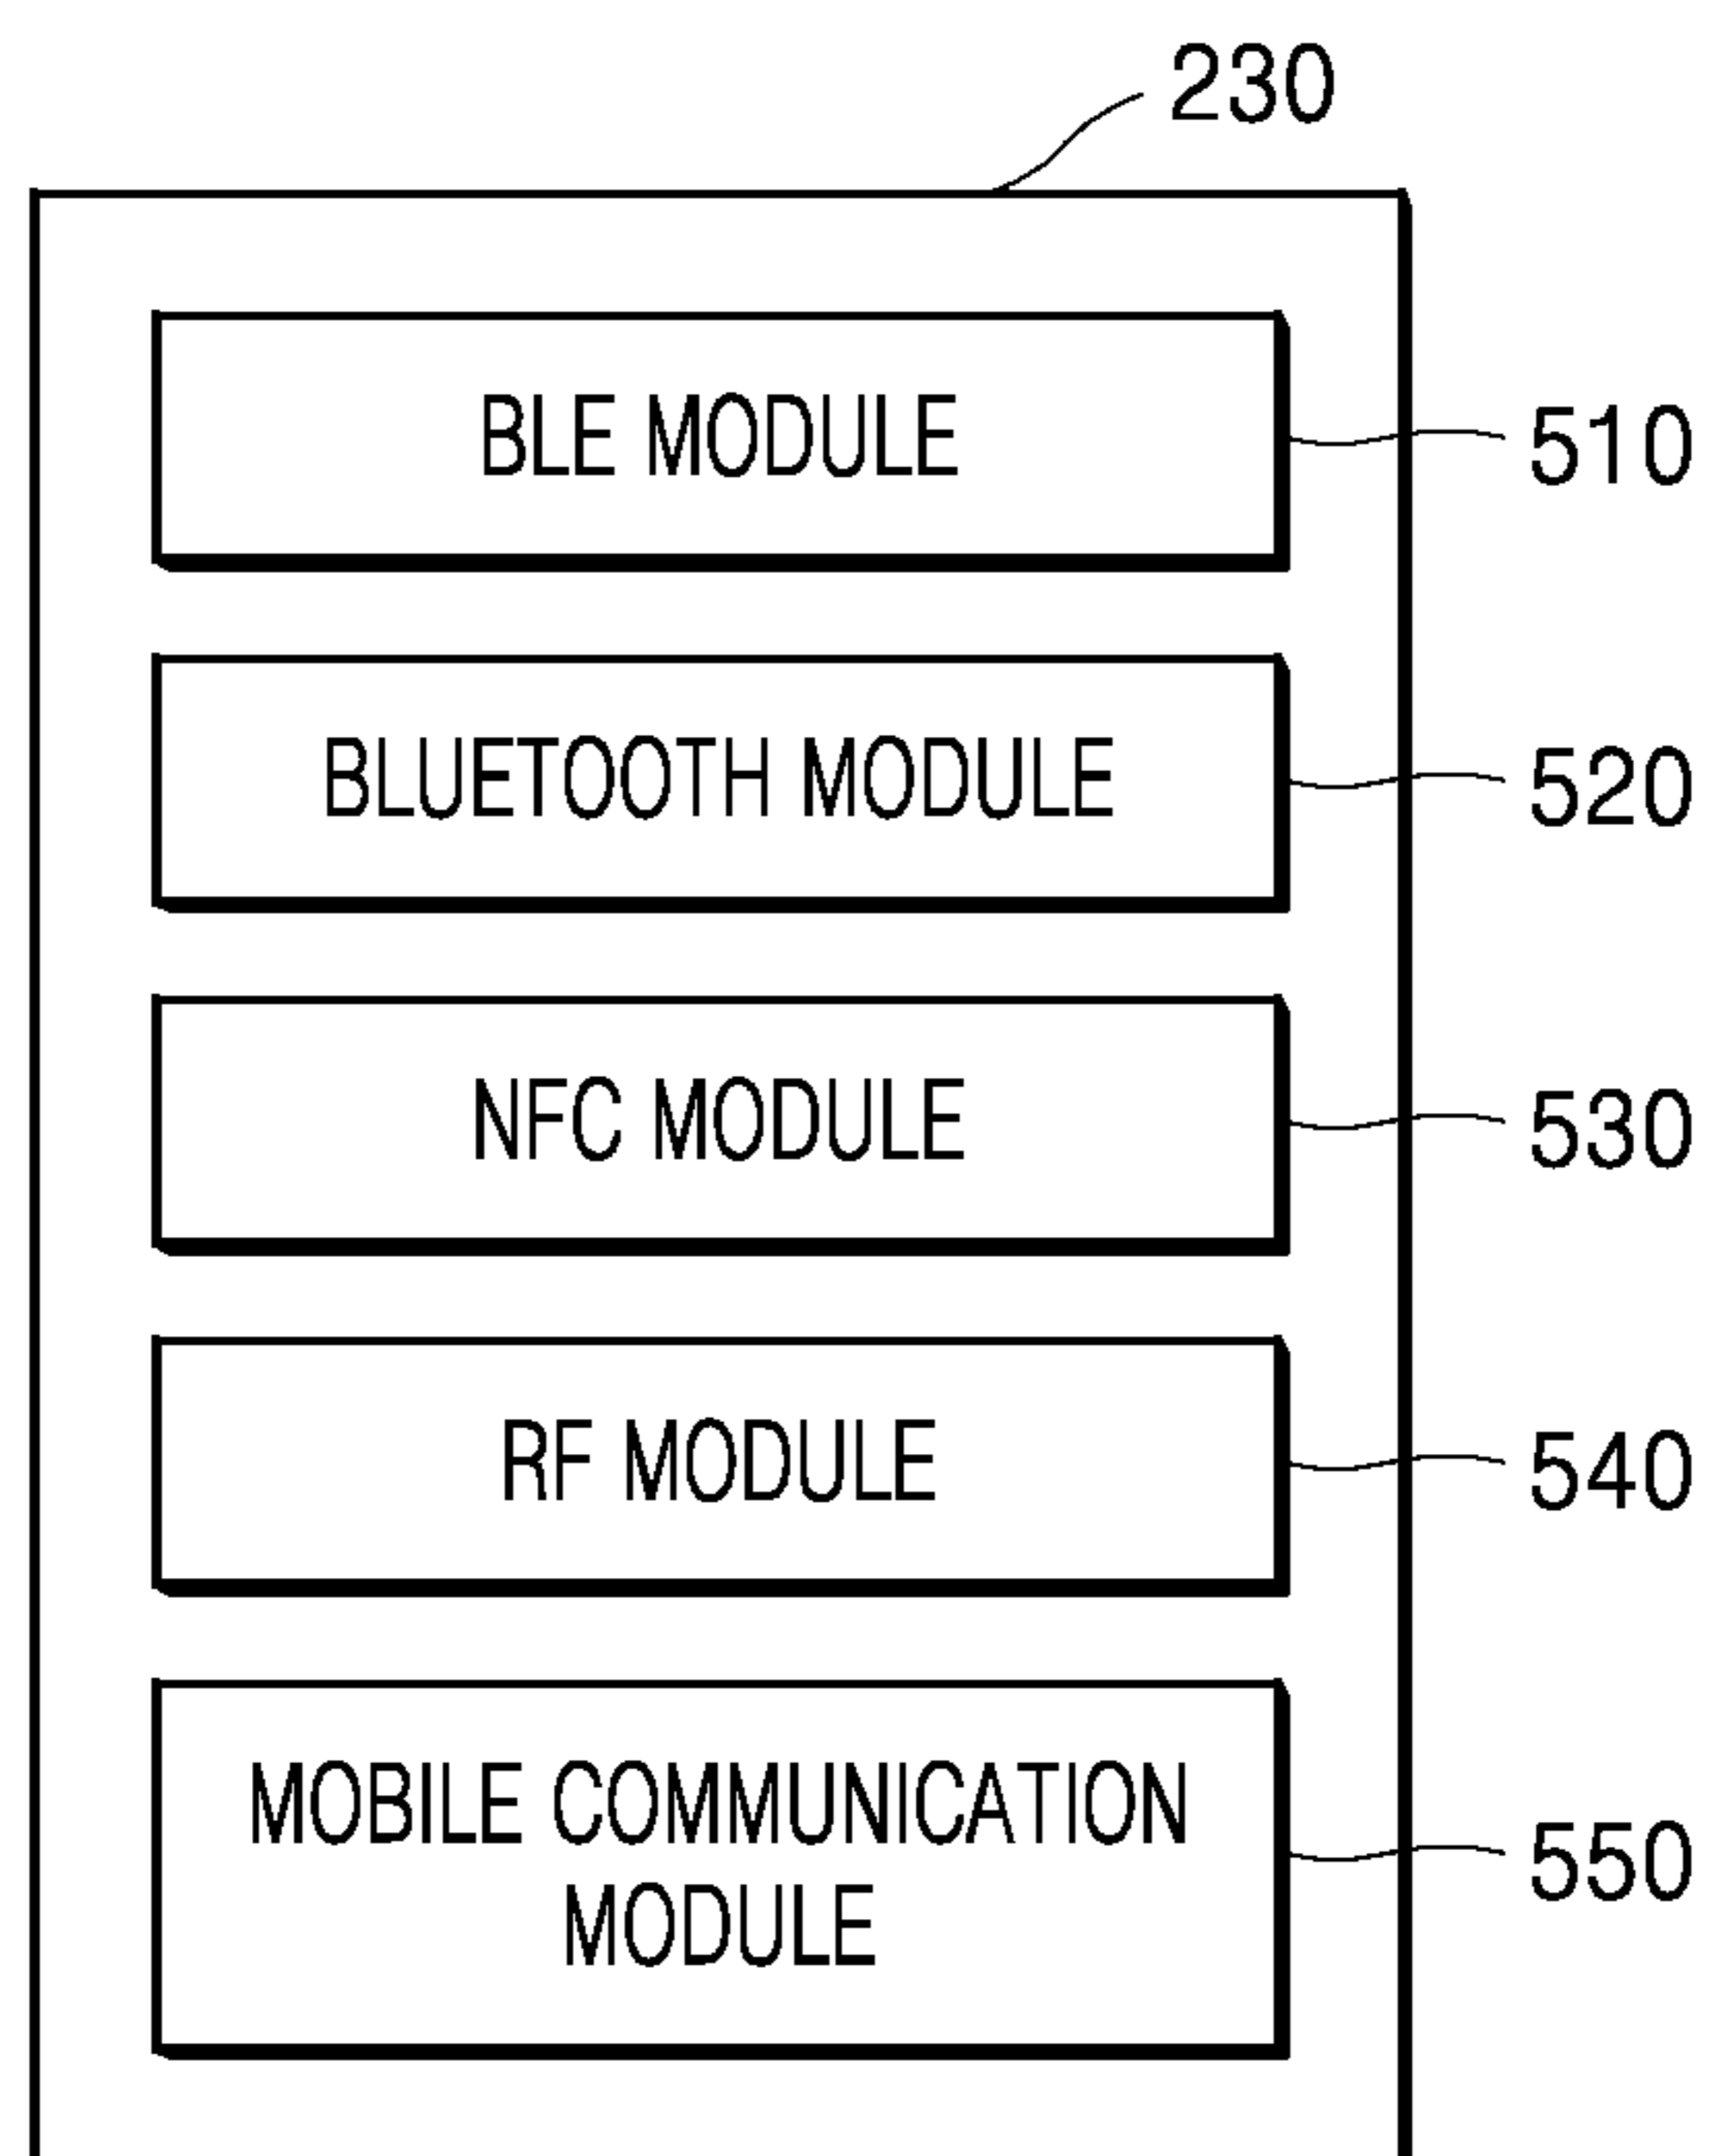 230
BLE MODULE
510
BLUETOOTH MODULE
520
NFC MODULE
530
RF MODULE
540
MOBILE COMMUNICATION
MODULE
550